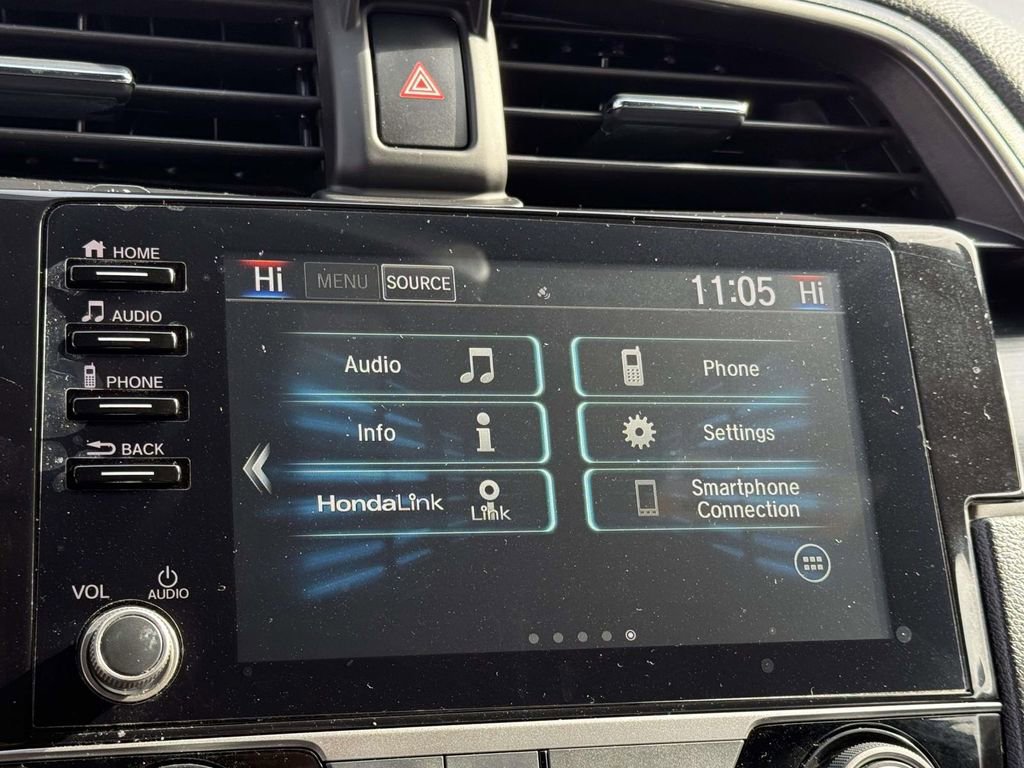 HOME
AUDIO
PHONE
BACK
VOL
AUDIO
Hi MENU SOURCE 11:05 Hi
Audio
Phone
Info
Settings
HondaLink
Link
Smartphone
Connection